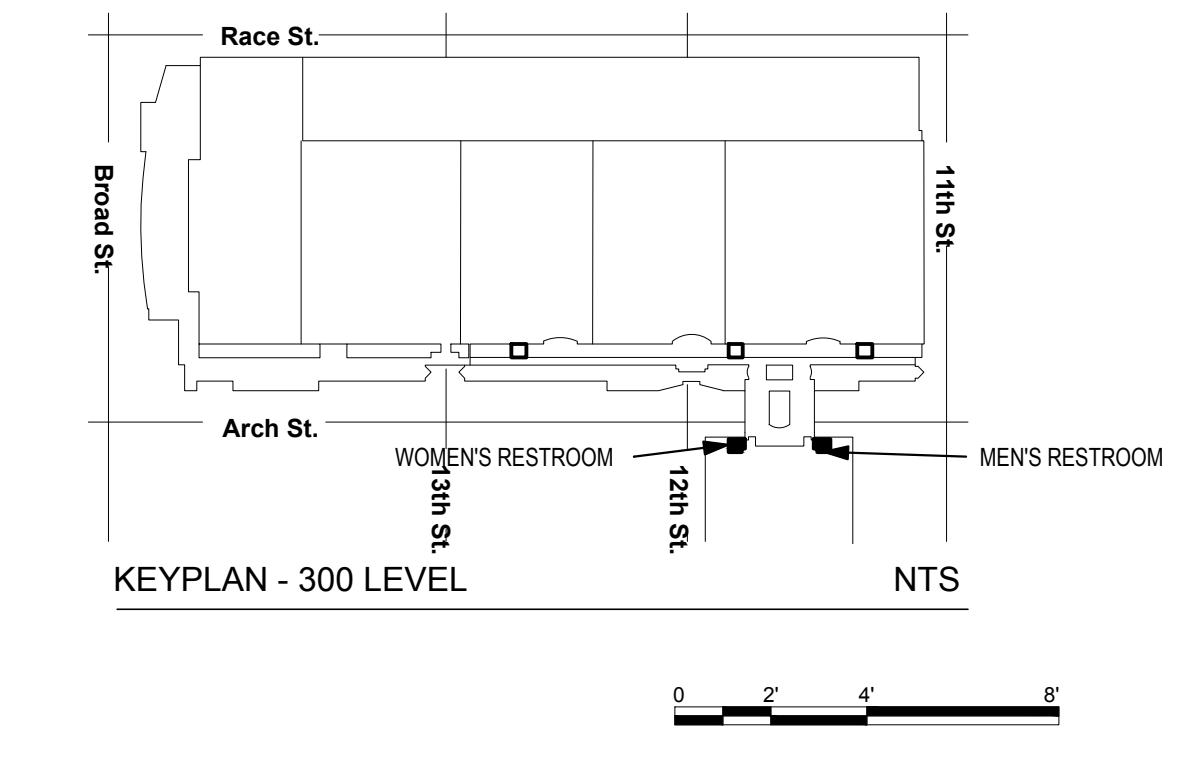 Race St.
Broad St.
11th St.
Arch St.
WOMEN'S RESTROOM
MEN'S RESTROOM
13th St.
12th St.
KEYPLAN - 300 LEVEL
NTS
0 2' 4' 8'